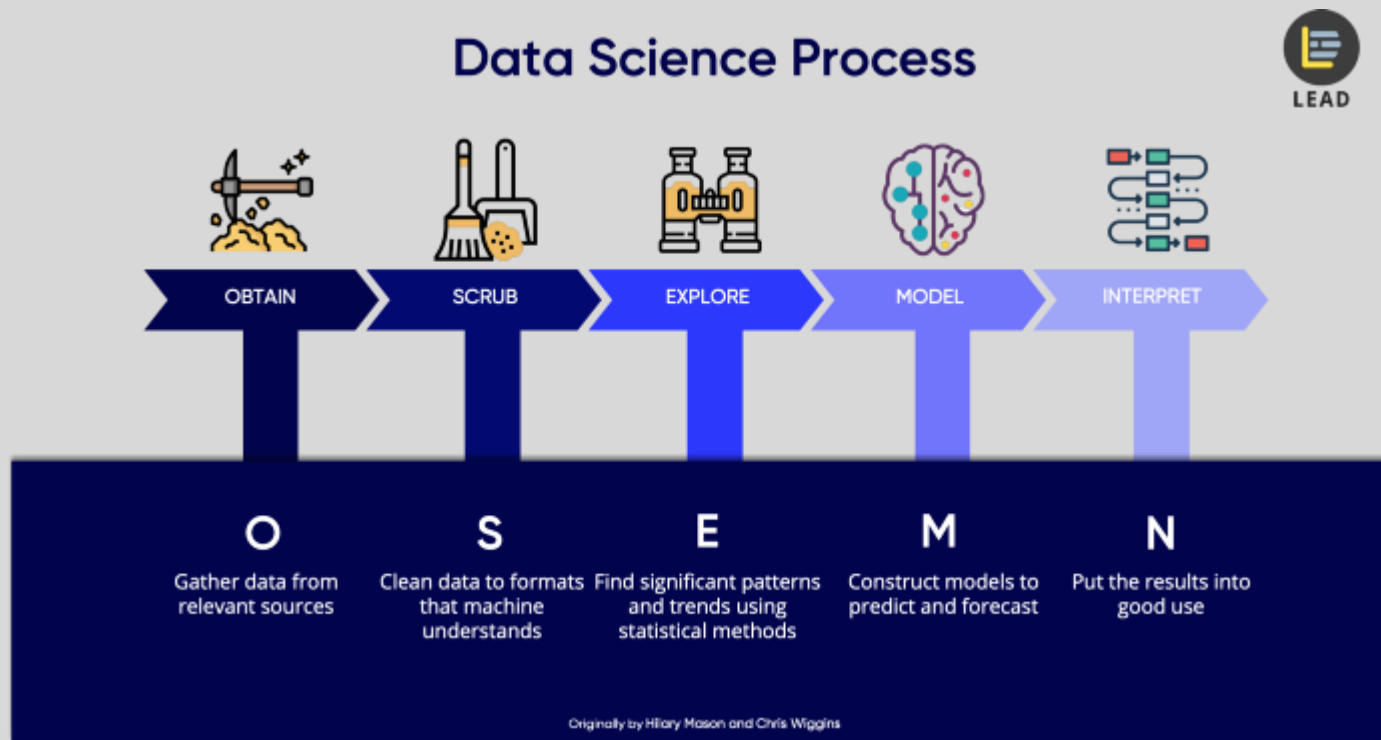 Data Science Process
LEAD
OBTAIN
SCRUB
EXPLORE
MODEL
INTERPRET
O
Gather data from
relevant sources
S
Clean data to formats
that machine
understands
E
Find significant patterns
and trends using
statistical methods
M
Construct models to
predict and forecast
N
Put the results into
good use
Originally by Hilary Mason and Chris Wiggins